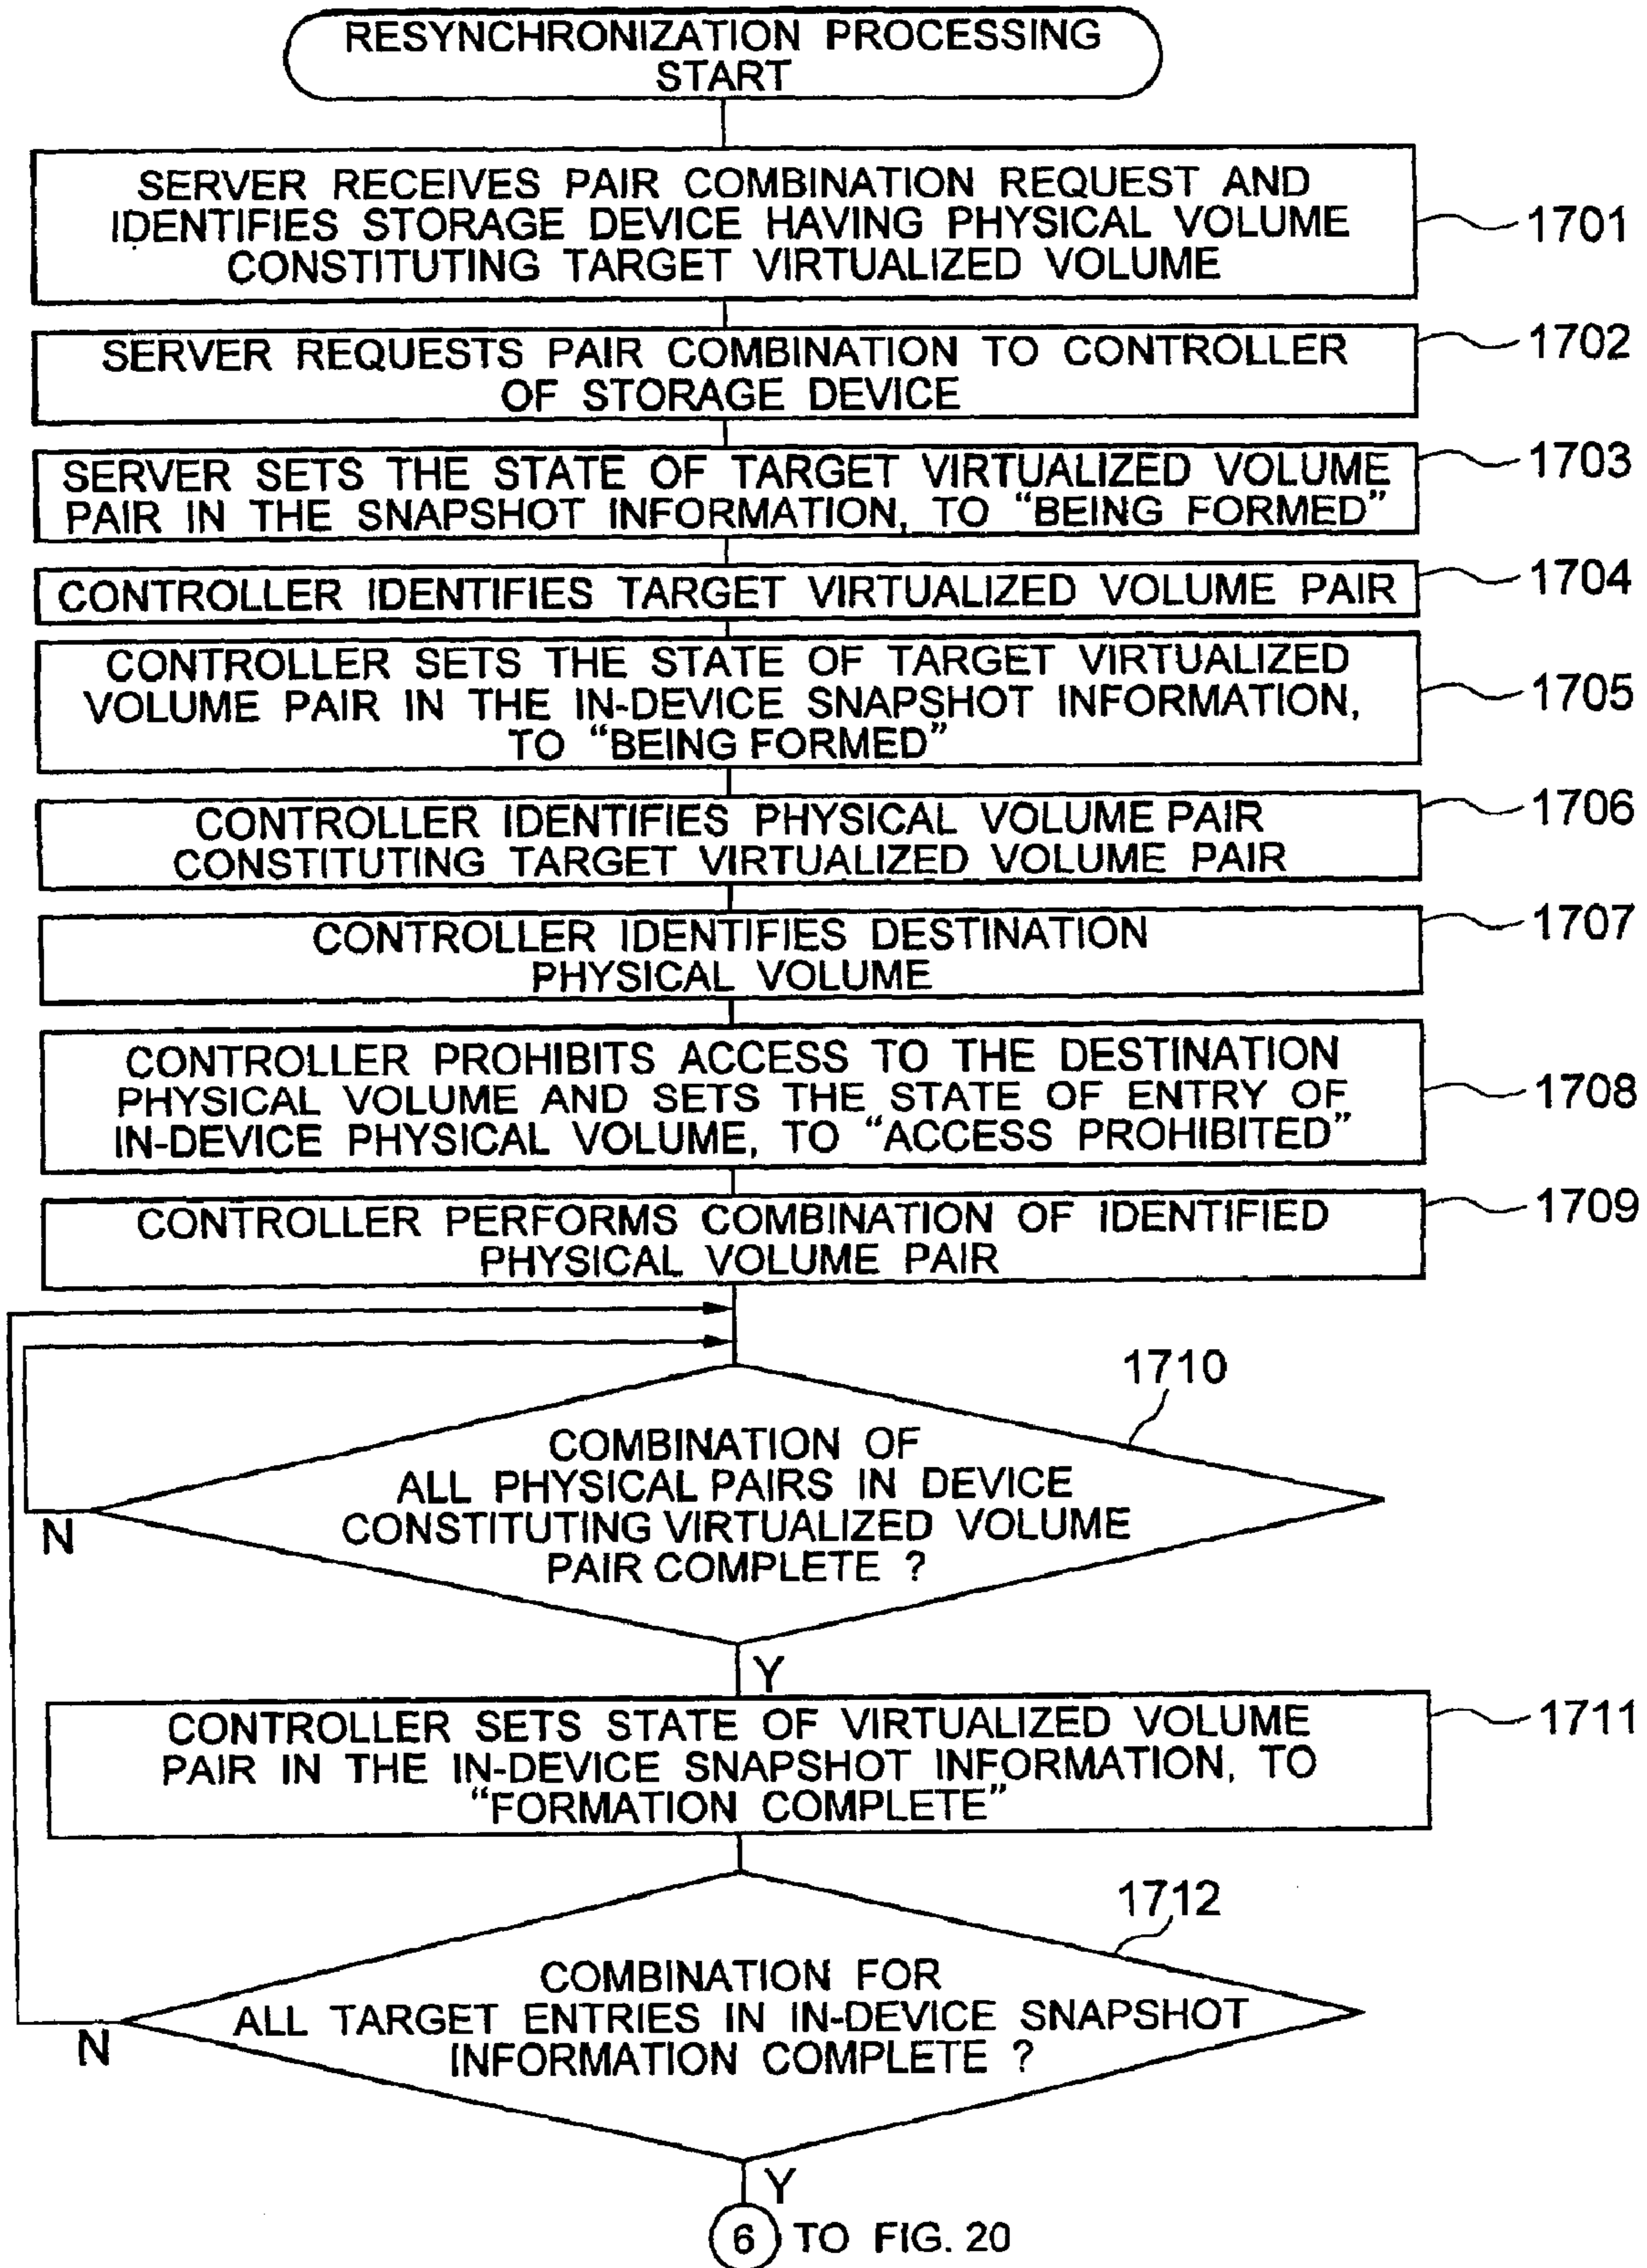 RESYNCHRONIZATION PROCESSING
START
SERVER RECEIVES PAIR COMBINATION REQUEST AND
IDENTIFIES STORAGE DEVICE HAVING PHYSICAL VOLUME
CONSTITUTING TARGET VIRTUALIZED VOLUME
1701
SERVER REQUESTS PAIR COMBINATION TO CONTROLLER
OF STORAGE DEVICE
1702
SERVER SETS THE STATE OF TARGET VIRTUALIZED VOLUME
PAIR IN THE SNAPSHOT INFORMATION, TO “BEING FORMED”
1703
CONTROLLER IDENTIFIES TARGET VIRTUALIZED VOLUME PAIR
1704
CONTROLLER SETS THE STATE OF TARGET VIRTUALIZED
VOLUME PAIR IN THE IN-DEVICE SNAPSHOT INFORMATION,
TO “BEING FORMED”
1705
CONTROLLER IDENTIFIES PHYSICAL VOLUME PAIR
CONSTITUTING TARGET VIRTUALIZED VOLUME PAIR
1706
CONTROLLER IDENTIFIES DESTINATION
PHYSICAL VOLUME
1707
CONTROLLER PROHIBITS ACCESS TO THE DESTINATION
PHYSICAL VOLUME AND SETS THE STATE OF ENTRY OF
IN-DEVICE PHYSICAL VOLUME, TO “ACCESS PROHIBITED”
1708
CONTROLLER PERFORMS COMBINATION OF IDENTIFIED
PHYSICAL VOLUME PAIR
1709
1710
COMBINATION OF
ALL PHYSICAL PAIRS IN DEVICE
CONSTITUTING VIRTUALIZED VOLUME
PAIR COMPLETE ?
N
Y
CONTROLLER SETS STATE OF VIRTUALIZED VOLUME
PAIR IN THE IN-DEVICE SNAPSHOT INFORMATION, TO
“FORMATION COMPLETE”
1711
1712
COMBINATION FOR
ALL TARGET ENTRIES IN IN-DEVICE SNAPSHOT
INFORMATION COMPLETE ?
N
Y
6 TO FIG. 20